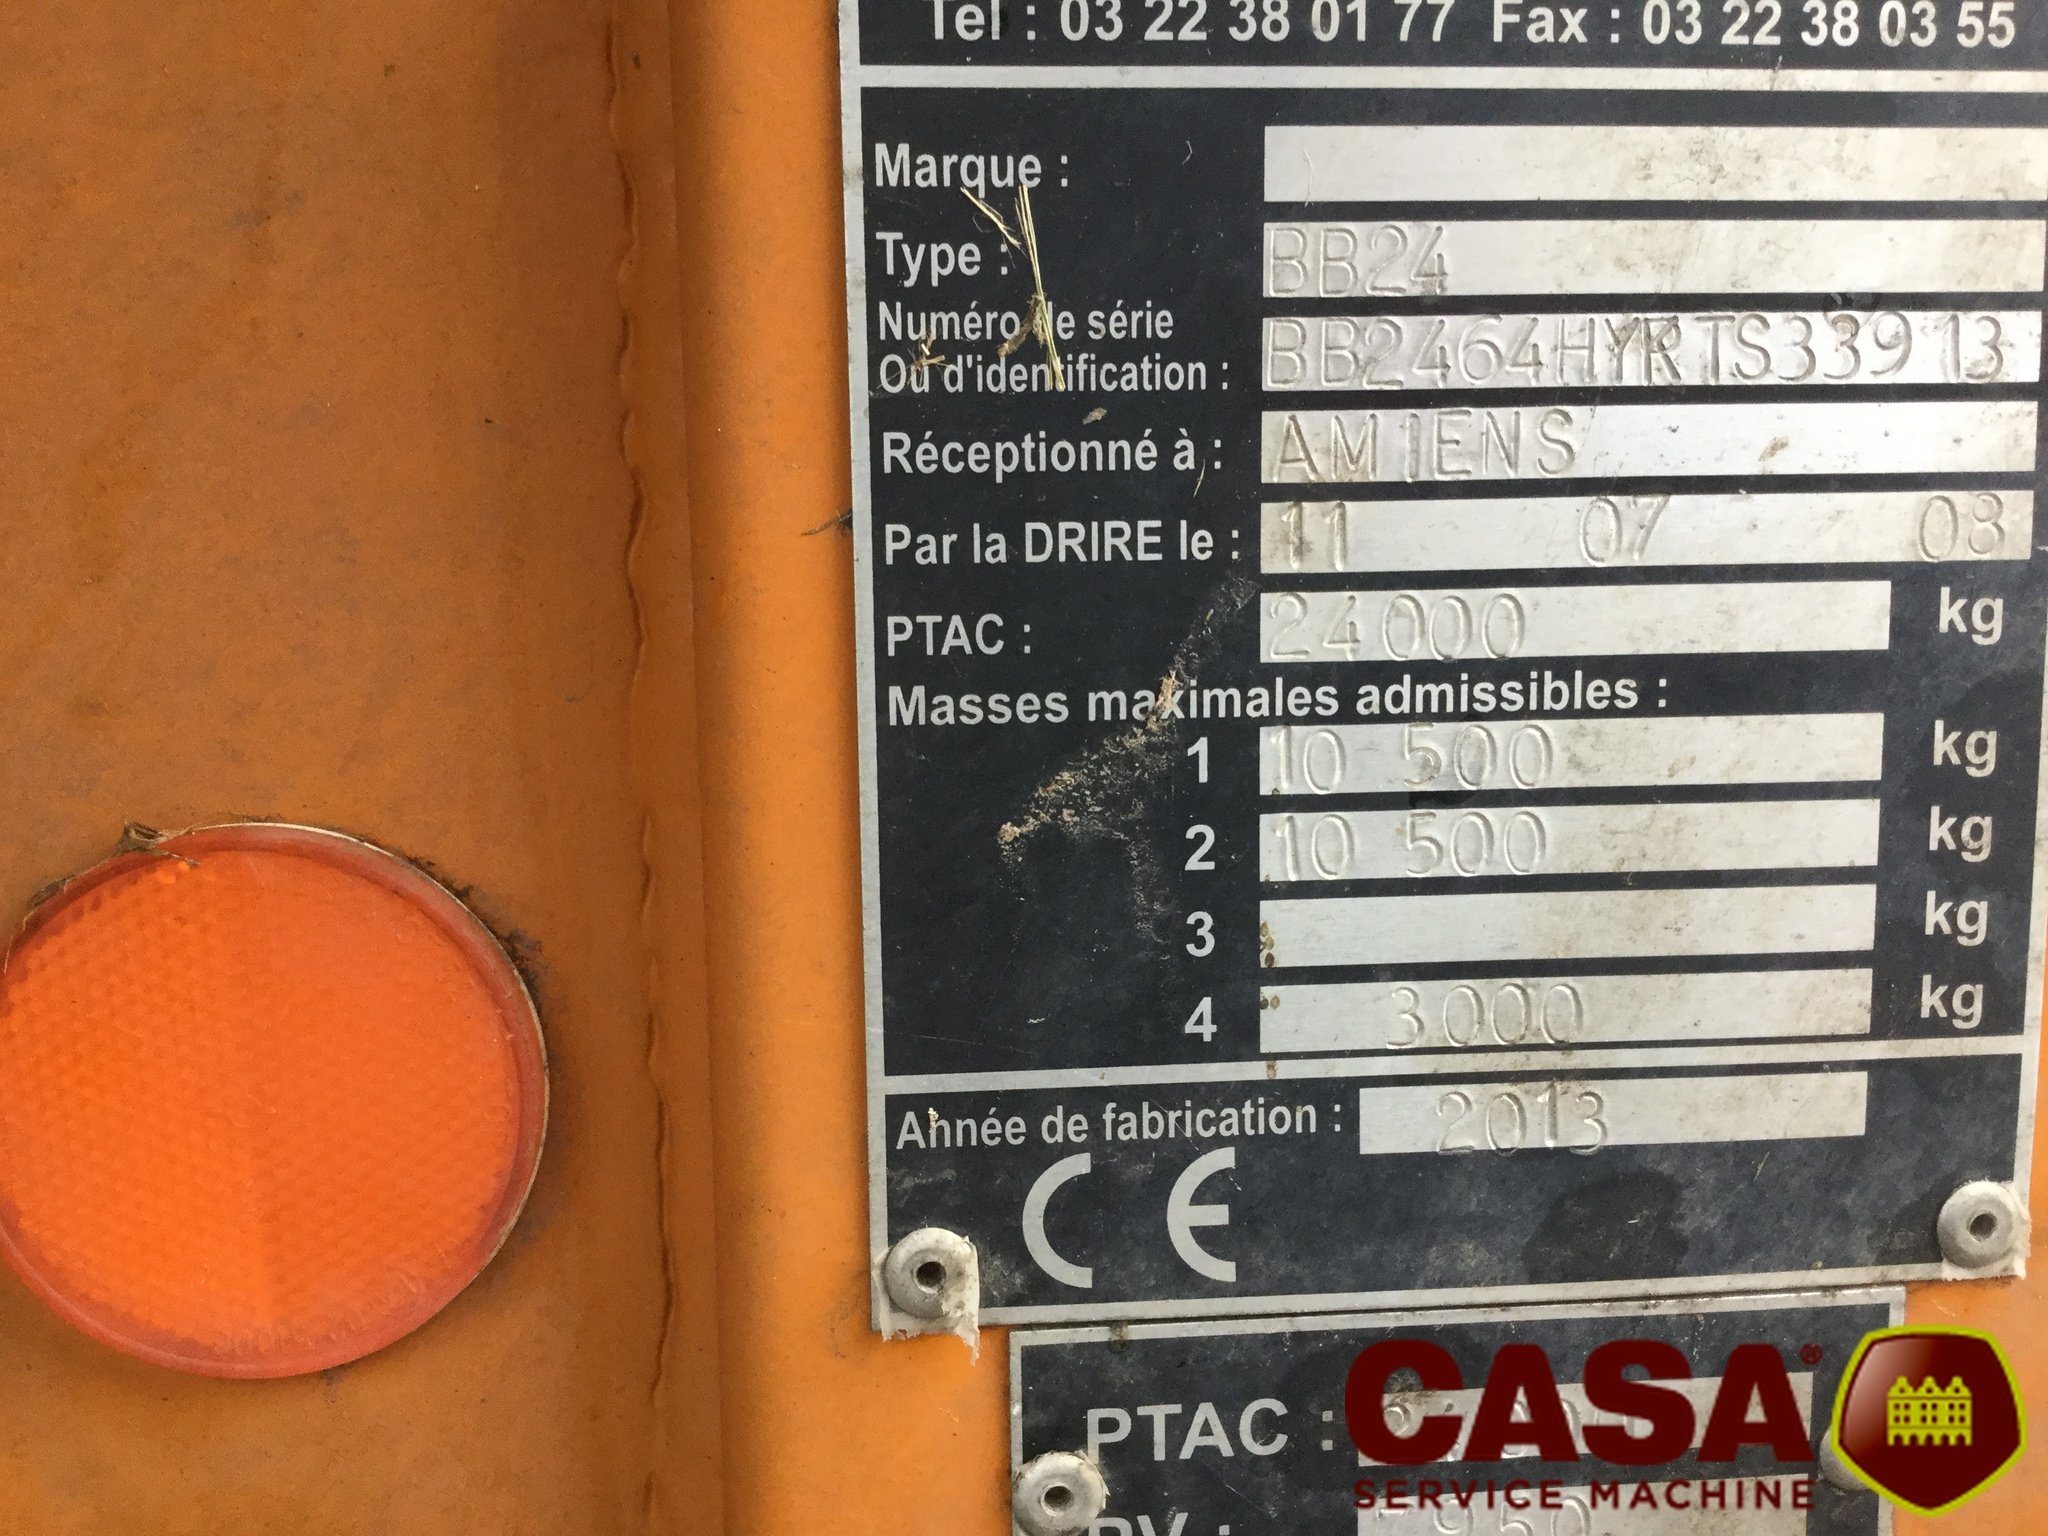 Tel : 03 22 38 01 77 Fax : 03 22 38 03 55
Marque :
Type : BB24
Numéro de série
Ou d'identification : BB2464HYRTS33913
Réceptionné à : AMIENS
Par la DRIRE le : 11 07 08
PTAC : 24000 kg
Masses maximales admissibles :
1 10 500 kg
2 10 500 kg
3 kg
4 3000 kg
Année de fabrication : 2013
CE
PTAC :
PV :
CASA®
SERVICE MACHINE